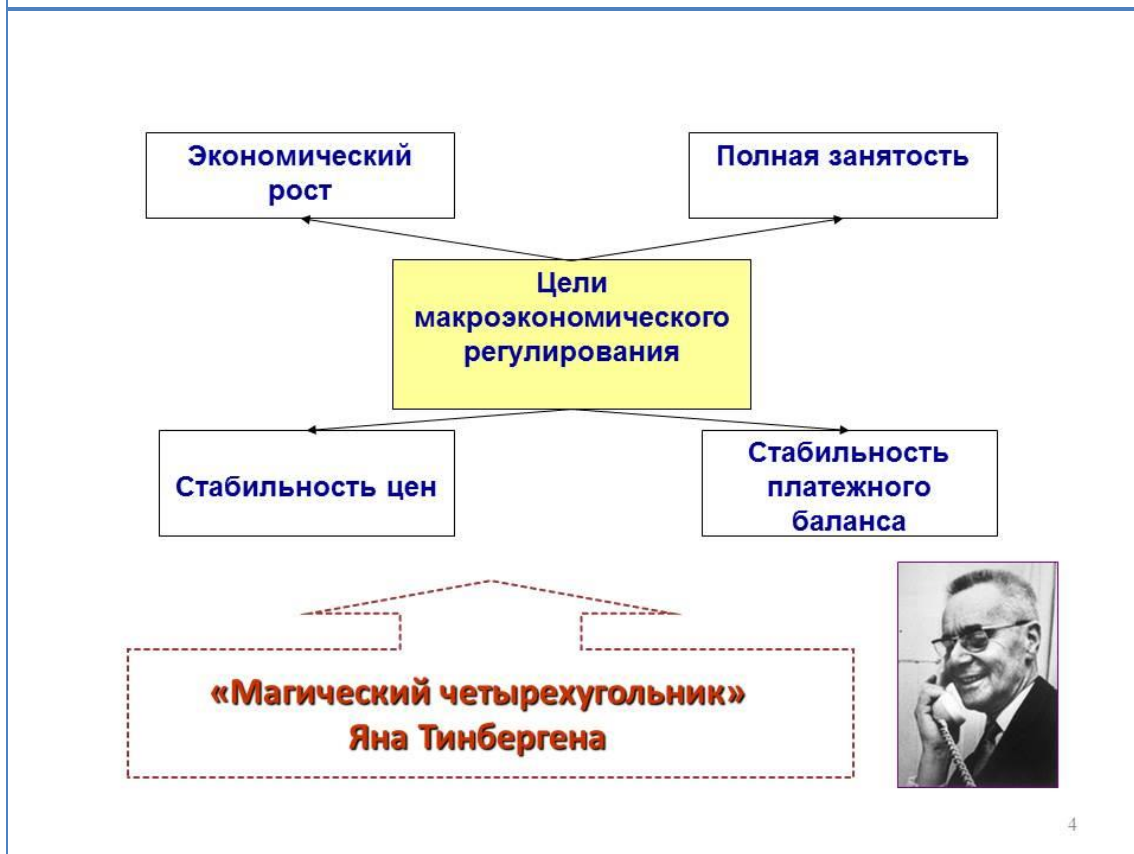 Экономический
рост
Полная занятость
Цели
макроэкономического
регулирования
Стабильность цен
Стабильность
платежного
баланса
«Магический четырехугольник»
Яна Тинбергена
4